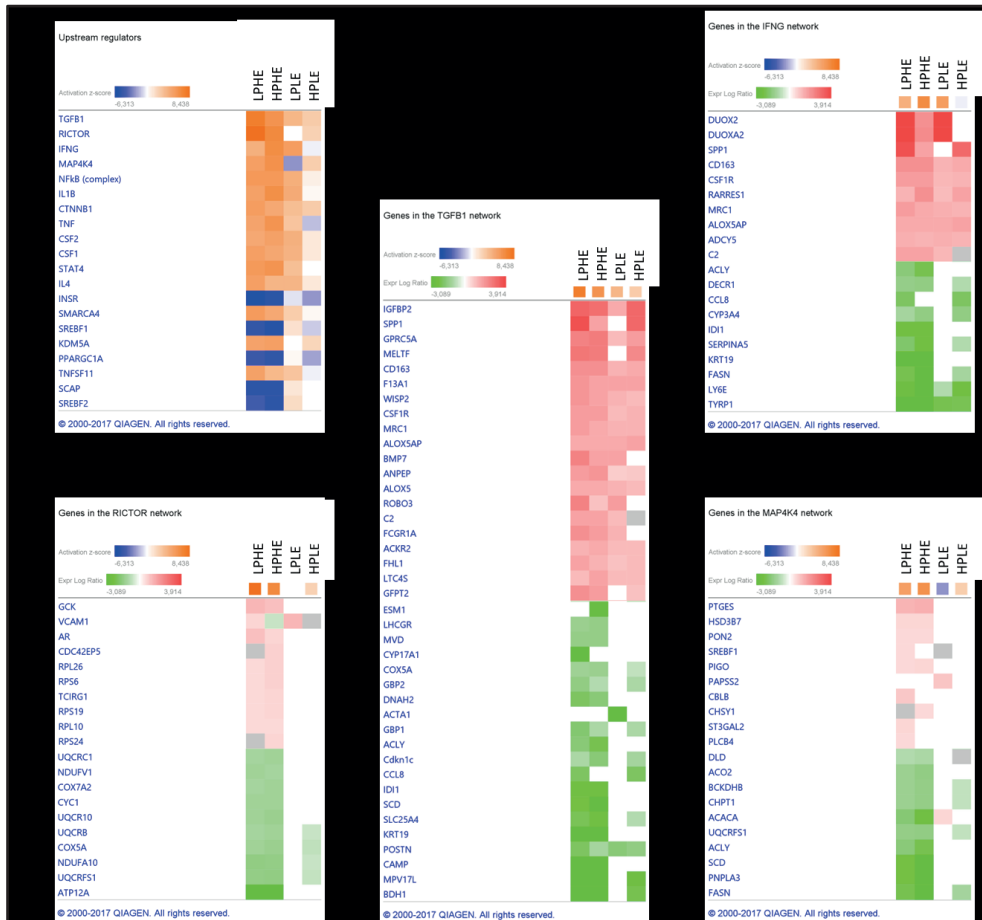 Upstream regulators
Activation z-score
-6,313 8,438
LPHE
HPHE
LPLE
HPLE
TGFB1
RICTOR
IFNG
MAP4K4
NFkB (complex)
IL1B
CTNNB1
TNF
CSF2
CSF1
STAT4
IL4
INSR
SMARCA4
SREBF1
KDM5A
PPARGC1A
TNFSF11
SCAP
SREBF2
© 2000-2017 QIAGEN. All rights reserved.
Genes in the RICTOR network
Activation z-score
-6,313 8,438
Expr Log Ratio
-3,089 3,914
LPHE
HPHE
LPLE
HPLE
GCK
VCAM1
AR
CDC42EP5
RPL26
RPS6
TCIRG1
RPS19
RPL10
RPS24
UQCRC1
NDUFV1
COX7A2
CYC1
UQCR10
UQCRB
COX5A
NDUFA10
UQCRFS1
ATP12A
© 2000-2017 QIAGEN. All rights reserved.
Genes in the TGFB1 network
Activation z-score
-6,313 8,438
Expr Log Ratio
-3,089 3,914
LPHE
HPHE
LPLE
HPLE
IGFBP2
SPP1
GPRC5A
MELTF
CD163
F13A1
WISP2
CSF1R
MRC1
ALOX5AP
BMP7
ANPEP
ALOX5
ROBO3
C2
FCGR1A
ACKR2
FHL1
LTC4S
GFPT2
ESM1
LHCGR
MVD
CYP17A1
COX5A
GBP2
DNAH2
ACTA1
GBP1
ACLY
Cdkn1c
CCL8
IDI1
SCD
SLC25A4
KRT19
POSTN
CAMP
MPV17L
BDH1
© 2000-2017 QIAGEN. All rights reserved.
Genes in the IFNG network
Activation z-score
-6,313 8,438
Expr Log Ratio
-3,089 3,914
LPHE
HPHE
LPLE
HPLE
DUOX2
DUOXA2
SPP1
CD163
CSF1R
RARRES1
MRC1
ALOX5AP
ADCY5
C2
ACLY
DECR1
CCL8
CYP3A4
IDI1
SERPINA5
KRT19
FASN
LY6E
TYRP1
© 2000-2017 QIAGEN. All rights reserved.
Genes in the MAP4K4 network
Activation z-score
-6,313 8,438
Expr Log Ratio
-3,089 3,914
LPHE
HPHE
LPLE
HPLE
PTGES
HSD3B7
PON2
SREBF1
PIGO
PAPSS2
CBLB
CHSY1
ST3GAL2
PLCB4
DLD
ACO2
BCKDHB
CHPT1
ACACA
UQCRFS1
ACLY
SCD
PNPLA3
FASN
© 2000-2017 QIAGEN. All rights reserved.